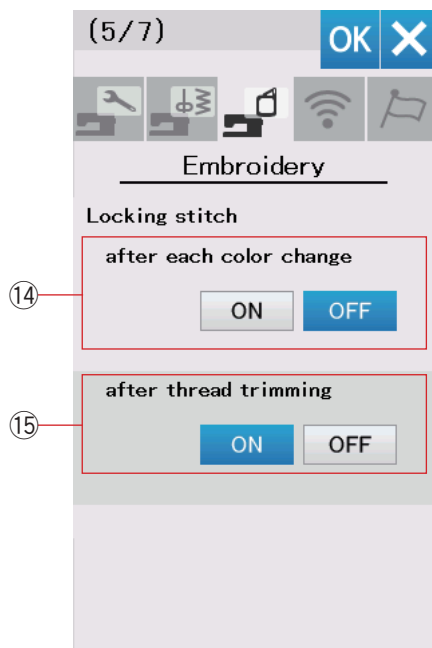 (5/7)
OK
Embroidery
Locking stitch
after each color change
⑭
ON OFF
after thread trimming
⑮
ON OFF